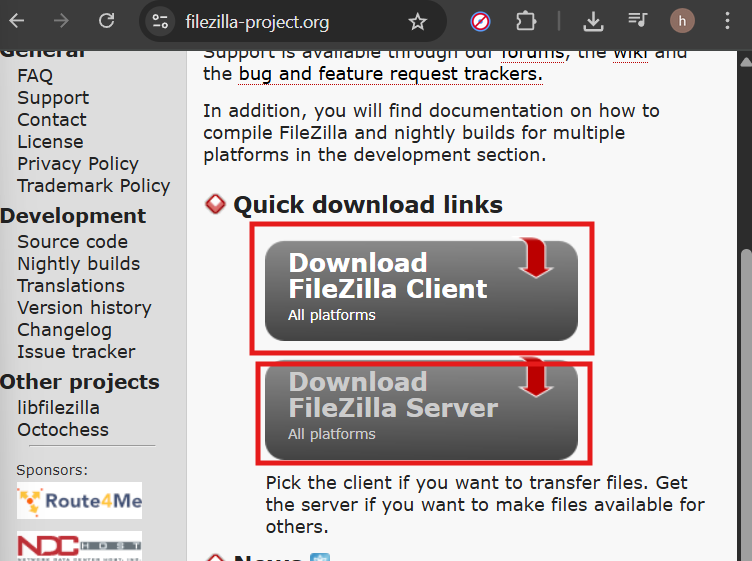 filezilla-project.org
h
General
FAQ
Support
Contact
License
Privacy Policy
Trademark Policy
Development
Source code
Nightly builds
Translations
Version history
Changelog
Issue tracker
Other projects
libfilezilla
Octochess
Sponsors:
Route4Me
NDCHOST
Support is available through our forums, the wiki and
the bug and feature request trackers.
In addition, you will find documentation on how to
compile FileZilla and nightly builds for multiple
platforms in the development section.
Quick download links
Download
FileZilla Client
All platforms
Download
FileZilla Server
All platforms
Pick the client if you want to transfer files. Get
the server if you want to make files available for
others.
News